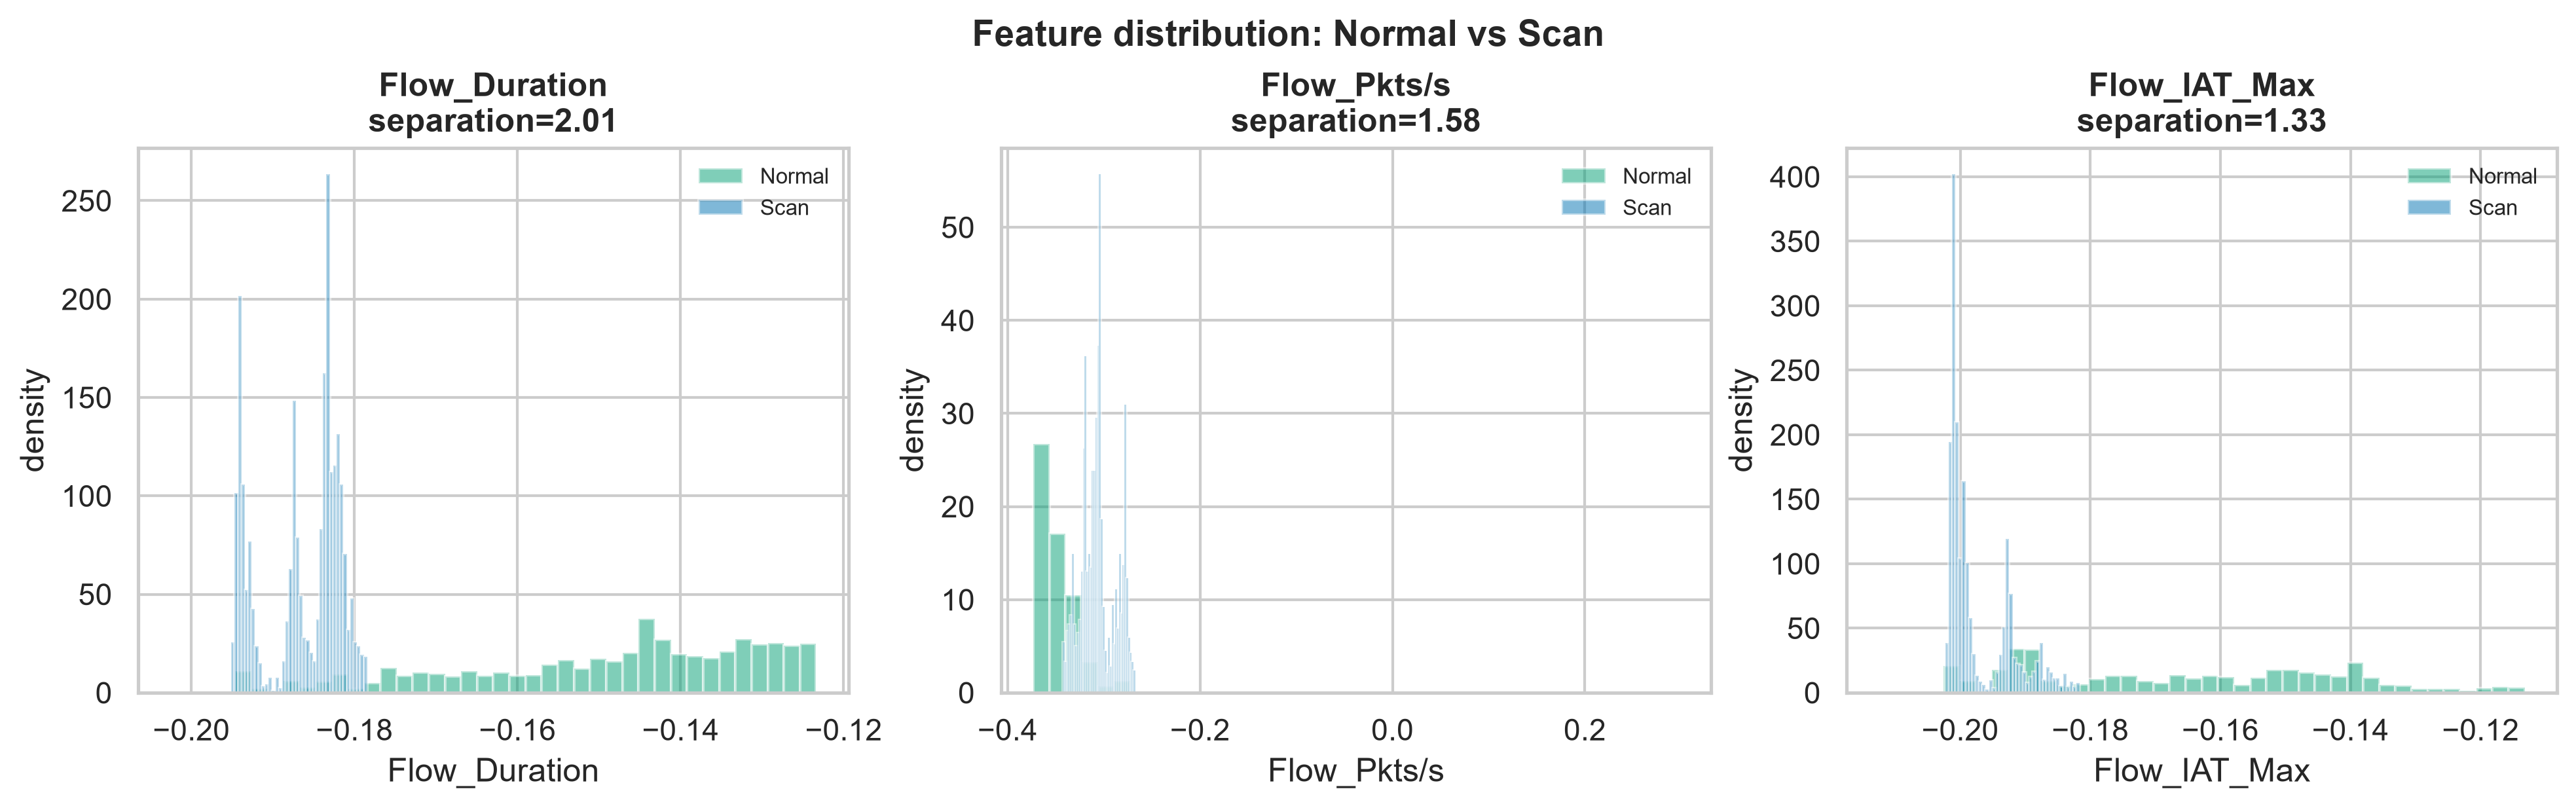 Feature distribution: Normal vs Scan
Flow_Duration
separation=2.01
Normal
Scan
250
200
150
100
50
0
density
−0.20 −0.18 −0.16 −0.14 −0.12
Flow_Duration
Flow_Pkts/s
separation=1.58
Normal
Scan
50
40
30
20
10
0
density
−0.4 −0.2 0.0 0.2
Flow_Pkts/s
Flow_IAT_Max
separation=1.33
Normal
Scan
400
350
300
250
200
150
100
50
0
density
−0.20 −0.18 −0.16 −0.14 −0.12
Flow_IAT_Max